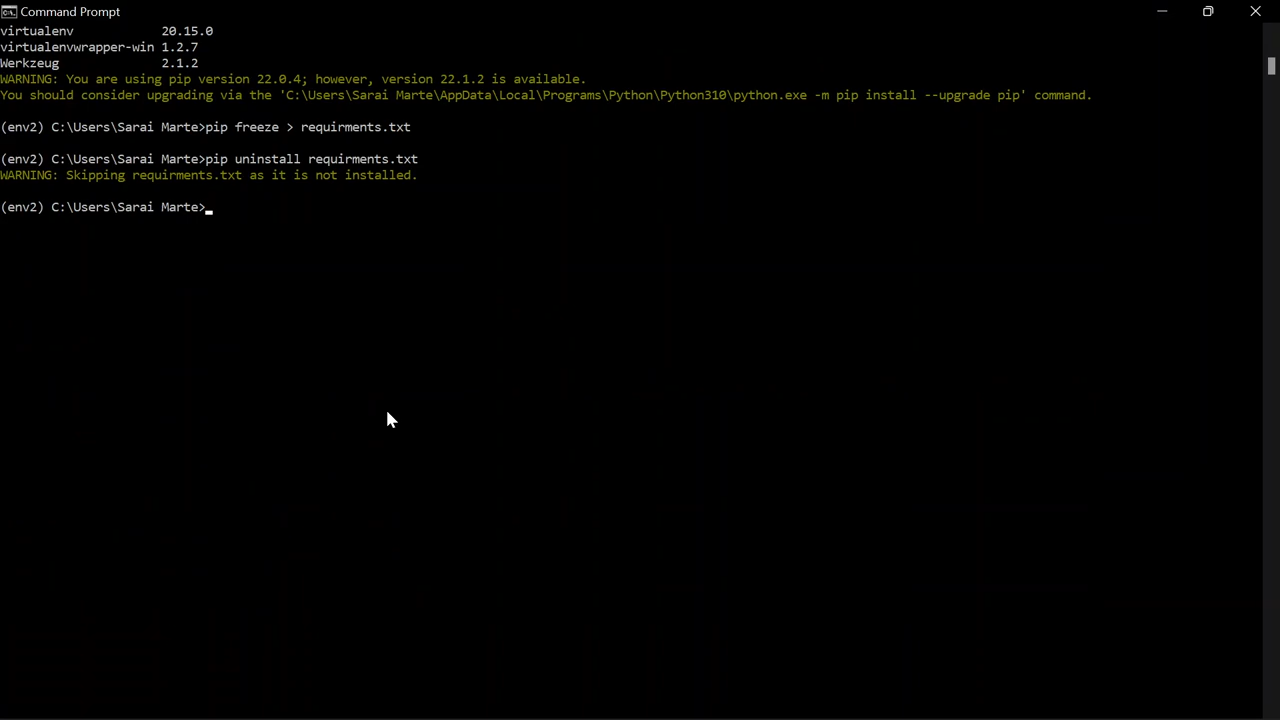 Command Prompt
virtualenv 20.15.0
virtualenvwrapper-win 1.2.7
Werkzeug 2.1.2
WARNING: You are using pip version 22.0.4; however, version 22.1.2 is available.
You should consider upgrading via the 'C:\Users\Sarai Marte\AppData\Local\Programs\Python\Python310\python.exe -m pip install --upgrade pip' command.
(env2) C:\Users\Sarai Marte>pip freeze > requirments.txt
(env2) C:\Users\Sarai Marte>pip uninstall requirments.txt
WARNING: Skipping requirments.txt as it is not installed.
(env2) C:\Users\Sarai Marte>